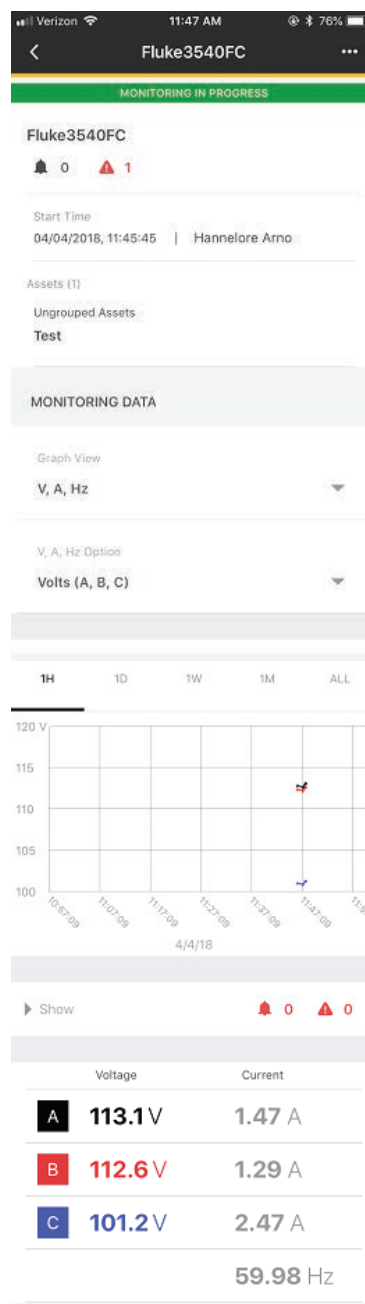 Verizon 11:47 AM 76%
Fluke3540FC
MONITORING IN PROGRESS
Fluke3540FC
0 1
Start Time
04/04/2018, 11:45:45 | Hannelore Arno
Assets (1)
Ungrouped Assets
Test
MONITORING DATA
Graph View
V, A, Hz
V, A, Hz Option
Volts (A, B, C)
1H 1D 1W 1M ALL
120 V
115
110
105
100
10:57:09 11:07:09 11:17:09 11:27:09 11:37:09 11:47:09
4/4/18
Show 0 0
Voltage Current
A 113.1 V 1.47 A
B 112.6 V 1.29 A
C 101.2 V 2.47 A
59.98 Hz